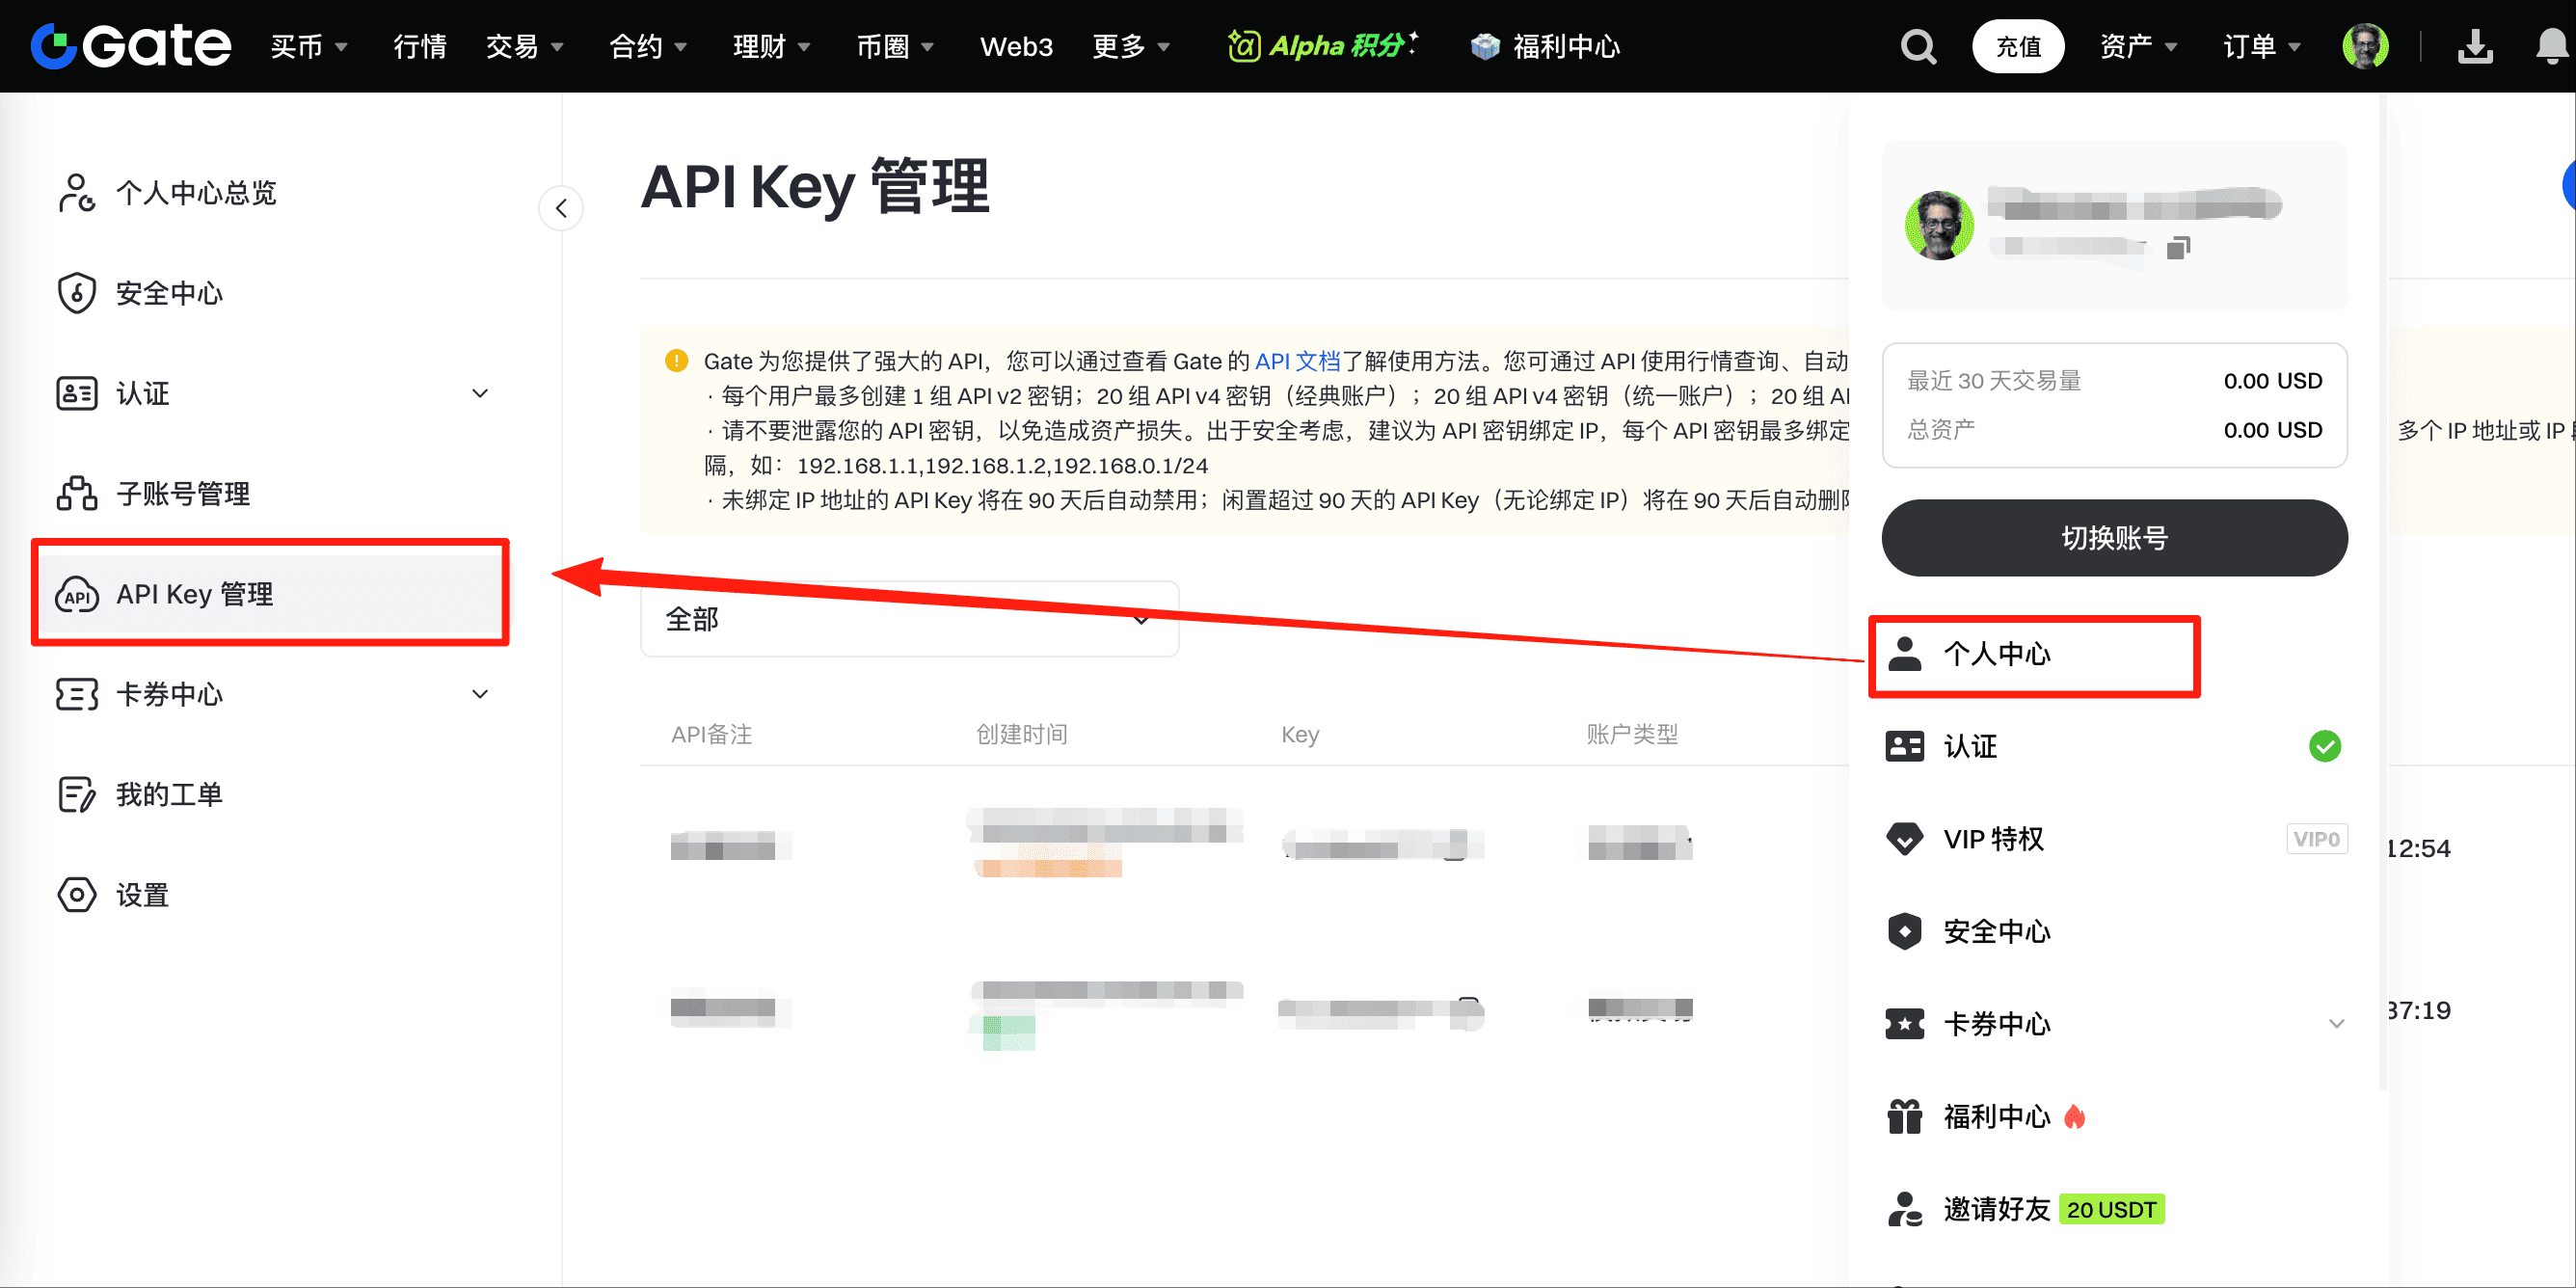 Gate 买币 行情 交易 合约 理财 币圈 Web3 更多 Alpha 积分 福利中心 充值 资产 订单
个人中心总览
安全中心
认证
子账号管理
API Key 管理
卡券中心
我的工单
设置
API Key 管理
Gate 为您提供了强大的 API，您可以通过查看 Gate 的 API 文档了解使用方法。您可通过 API 使用行情查询、自动
· 每个用户最多创建 1 组 API v2 密钥；20 组 API v4 密钥（经典账户）；20 组 API v4 密钥（统一账户）；20 组
· 请不要泄露您的 API 密钥，以免造成资产损失。出于安全考虑，建议为 API 密钥绑定 IP，每个 API 密钥最多绑定 多个 IP 地址或 IP
隔，如：192.168.1.1,192.168.1.2,192.168.0.1/24
· 未绑定 IP 地址的 API Key 将在 90 天后自动禁用；闲置超过 90 天的 API Key（无论绑定 IP）将在 90 天后自动删除
全部
API备注 创建时间 Key 账户类型
12:54
37:19
最近 30 天交易量 0.00 USD
总资产 0.00 USD
切换账号
个人中心
认证
VIP 特权 VIP0
安全中心
卡券中心
福利中心
邀请好友 20 USDT